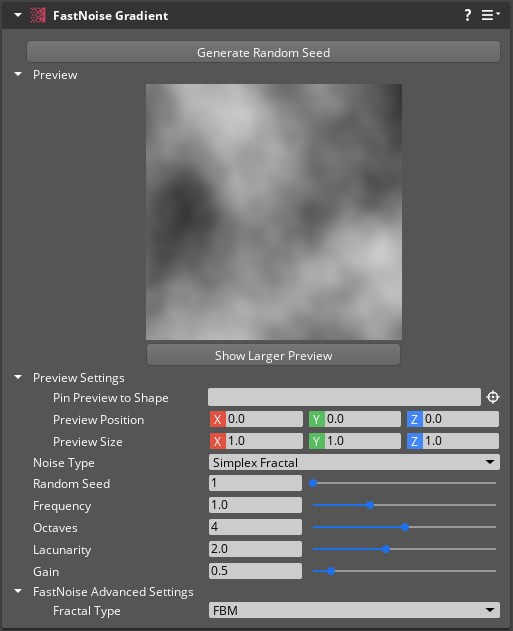 FastNoise Gradient ?
Generate Random Seed
Preview
Show Larger Preview
Preview Settings
Pin Preview to Shape
Preview Position X 0.0 Y 0.0 Z 0.0
Preview Size X 1.0 Y 1.0 Z 1.0
Noise Type Simplex Fractal
Random Seed 1
Frequency 1.0
Octaves 4
Lacunarity 2.0
Gain 0.5
FastNoise Advanced Settings
Fractal Type FBM